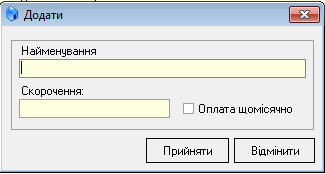 Додати
Найменування
Скорочення:
Оплата щомісячно
Прийняти
Відмінити